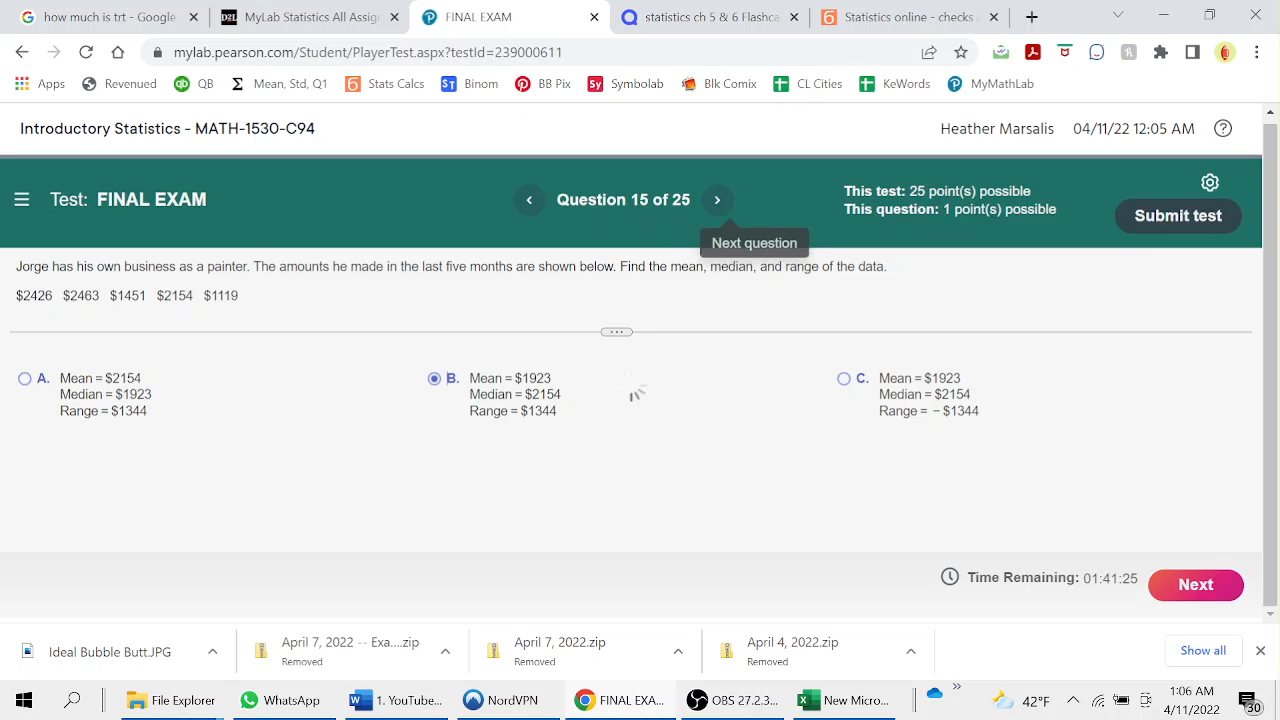 how much is trt - Google
MyLab Statistics All Assig
FINAL EXAM
statistics ch 5 & 6 Flashca
Statistics online - checks
mylab.pearson.com/Student/PlayerTest.aspx?testId=239000611
Apps Revenued QB Mean, Std, Q1 Stats Calcs Binom BB Pix Symbolab Blk Comix CL Cities KeWords MyMathLab
Introductory Statistics - MATH-1530-C94
Heather Marsalis 04/11/22 12:05 AM
Test: FINAL EXAM
Question 15 of 25
This test: 25 point(s) possible
This question: 1 point(s) possible
Submit test
Next question
Jorge has his own business as a painter. The amounts he made in the last five months are shown below. Find the mean, median, and range of the data.
$2426 $2463 $1451 $2154 $1119
A. Mean = $2154
Median = $1923
Range = $1344
B. Mean = $1923
Median = $2154
Range = $1344
C. Mean = $1923
Median = $2154
Range = − $1344
Time Remaining: 01:41:25
Next
Ideal Bubble Butt.JPG
April 7, 2022 -- Exa....zip
Removed
April 7, 2022.zip
Removed
April 4, 2022.zip
Removed
Show all
File Explorer
WhatsApp
1. YouTube...
NordVPN
FINAL EXA...
OBS 27.2.3...
New Micro...
42°F
1:06 AM
4/11/2022
30